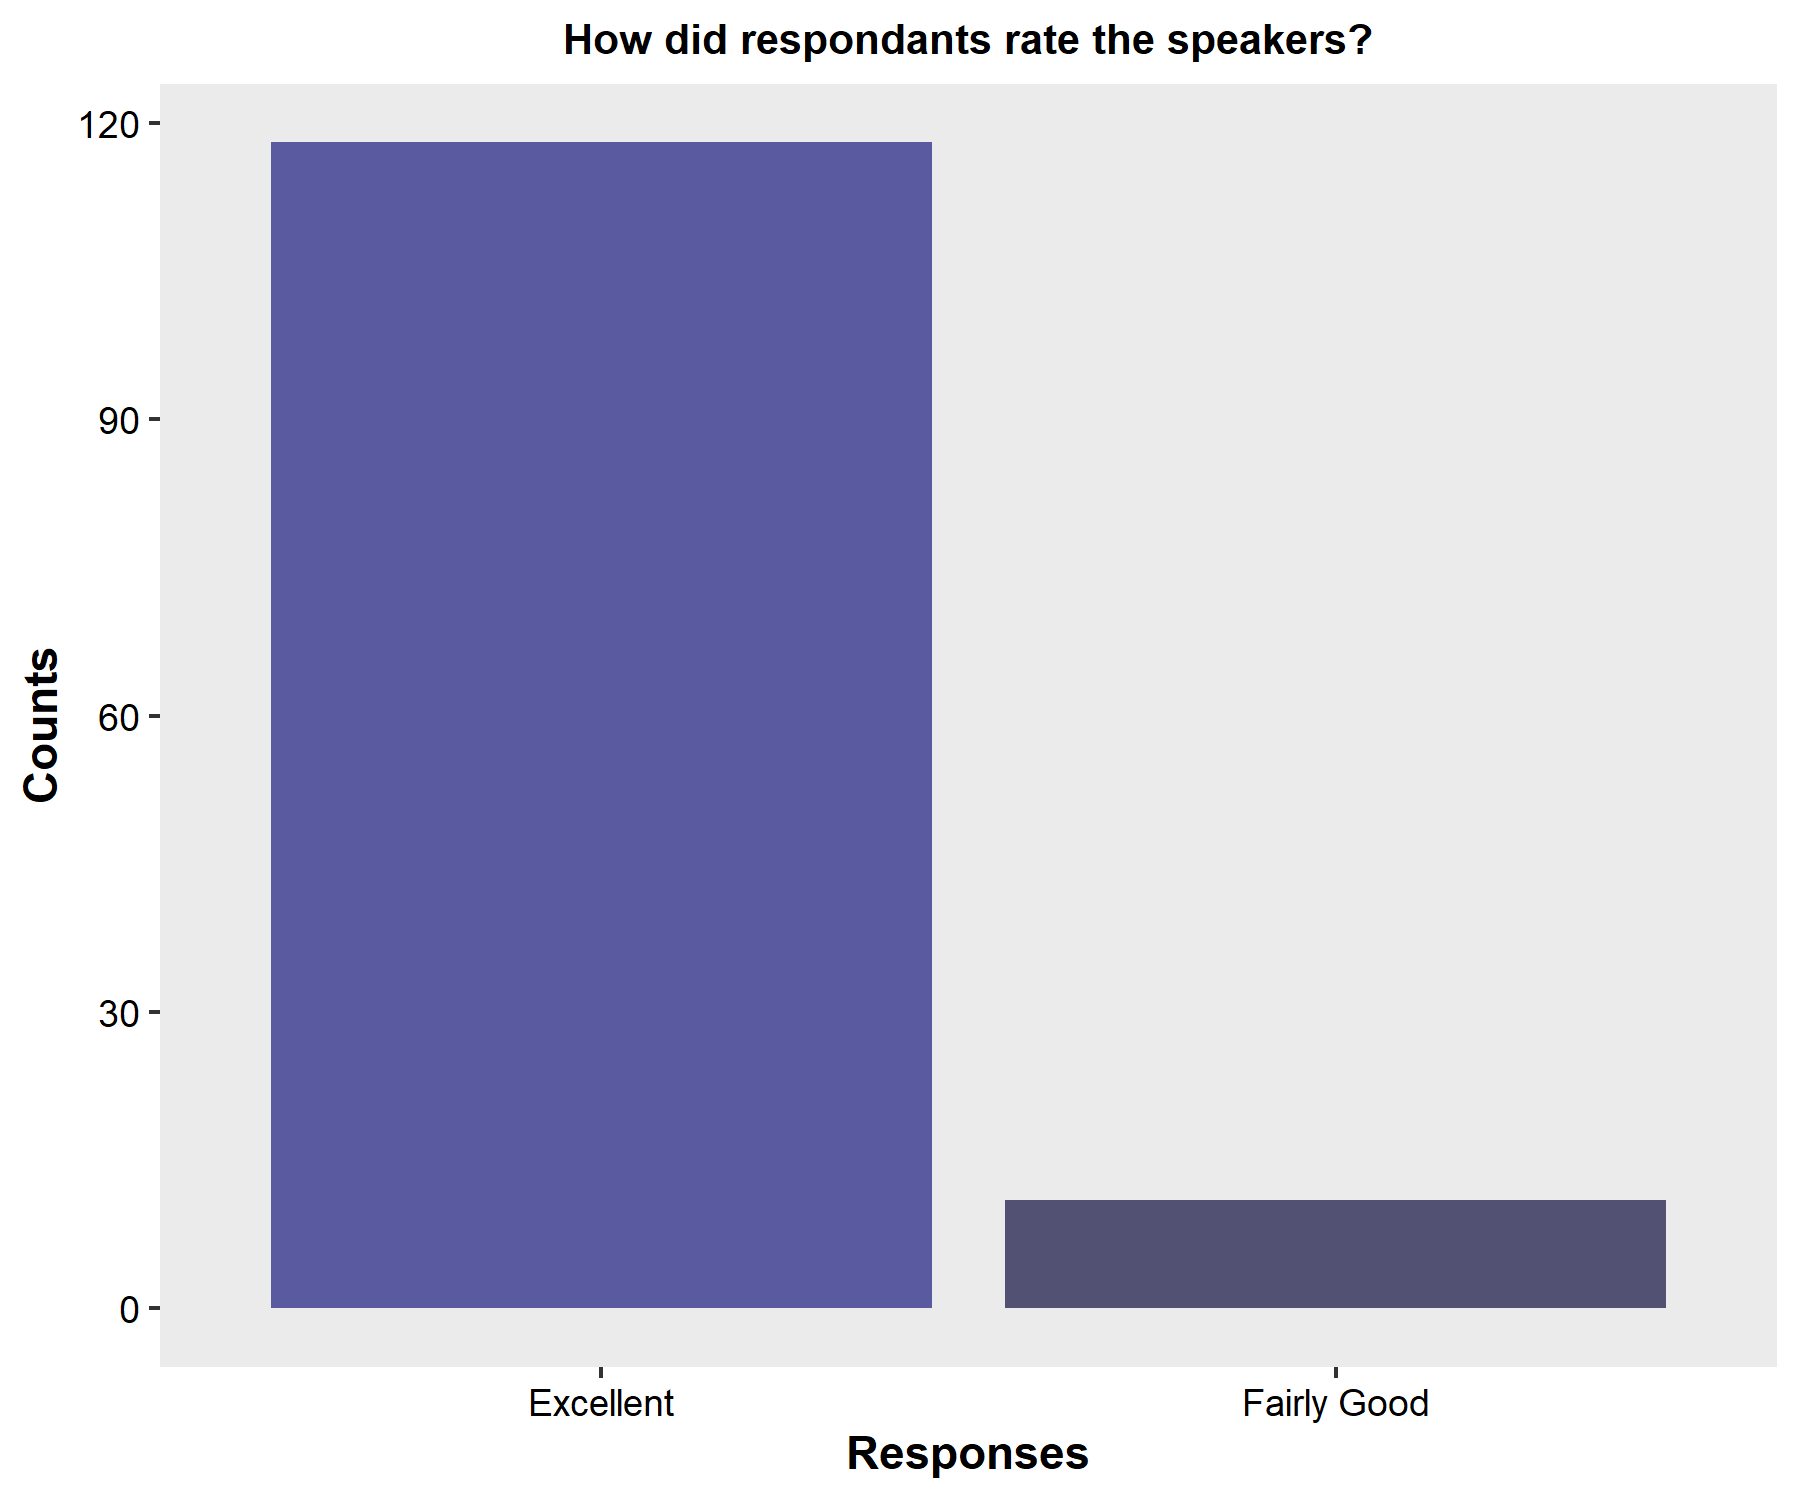 How did respondants rate the speakers?
120
90
60
30
0
Counts
Excellent
Fairly Good
Responses